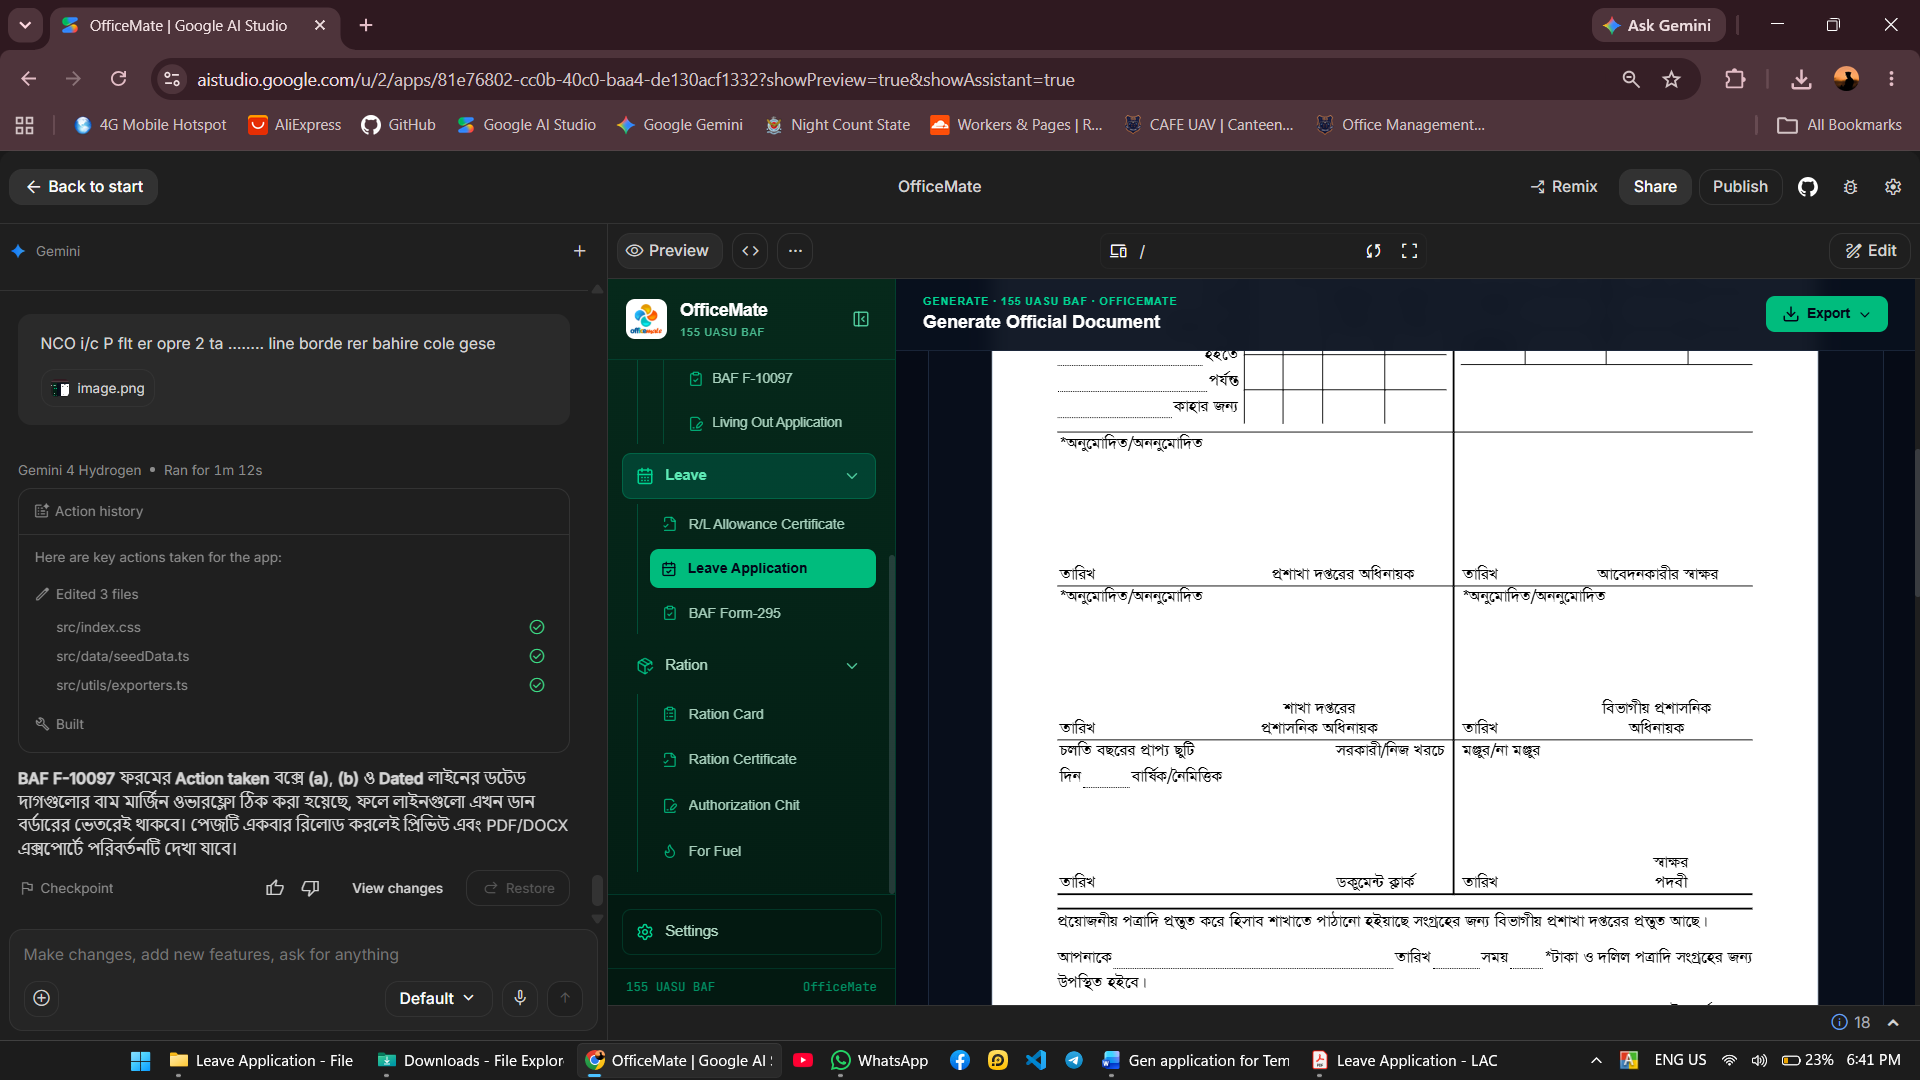 OfficeMate | Google AI Studio
Ask Gemini
aistudio.google.com/u/2/apps/81e76802-cc0b-40c0-baa4-de130acf1332?showPreview=true&showAssistant=true
4G Mobile Hotspot
AliExpress
GitHub
Google AI Studio
Google Gemini
Night Count State
Workers & Pages | R...
CAFE UAV | Canteen...
Office Management...
All Bookmarks
Back to start
OfficeMate
Remix
Share
Publish
Gemini
Preview
/
Edit
NCO i/c P flt er opre 2 ta ........ line borde rer bahire cole gese
image.png
Gemini 4 Hydrogen • Ran for 1m 12s
Action history
Here are key actions taken for the app:
Edited 3 files
src/index.css
src/data/seedData.ts
src/utils/exporters.ts
Built
BAF F-10097 ফরমের Action taken বক্সে (a), (b) ও Dated লাইনের ডটেড
দাগগুলোর বাম মার্জিন ওভারফ্লো ঠিক করা হয়েছে, ফলে লাইনগুলো এখন ডান
বর্ডারের ভেতরেই থাকবে। পেজটি একবার রিলোড করলেই প্রিভিউ এবং PDF/DOCX
এক্সপোর্টে পরিবর্তনটি দেখা যাবে।
Checkpoint
View changes
Restore
Make changes, add new features, ask for anything
Default
OfficeMate
155 UASU BAF
BAF F-10097
Living Out Application
Leave
R/L Allowance Certificate
Leave Application
BAF Form-295
Ration
Ration Card
Ration Certificate
Authorization Chit
For Fuel
Settings
155 UASU BAF
OfficeMate
GENERATE · 155 UASU BAF · OFFICEMATE
Generate Official Document
Export
হইতে
পর্যন্ত
কাহার জন্য
*অনুমোদিত/অননুমোদিত
তারিখ প্রশাখা দপ্তরের অধিনায়ক তারিখ আবেদনকারীর স্বাক্ষর
*অনুমোদিত/অননুমোদিত *অনুমোদিত/অননুমোদিত
শাখা দপ্তরের বিভাগীয় প্রশাসনিক
তারিখ প্রশাসনিক অধিনায়ক তারিখ অধিনায়ক
চলতি বছরের প্রাপ্য ছুটি সরকারী/নিজ খরচে মঞ্জুর/না মঞ্জুর
দিন বার্ষিক/নৈমিত্তিক
স্বাক্ষর
তারিখ ডকুমেন্ট ক্লার্ক তারিখ পদবী
প্রয়োজনীয় পত্রাদি প্রস্তুত করে হিসাব শাখাতে পাঠানো হইয়াছে সংগ্রহের জন্য বিভাগীয় প্রশাখা দপ্তরের প্রস্তুত আছে।
আপনাকে তারিখ সময় *টাকা ও দলিল পত্রাদি সংগ্রহের জন্য
উপস্থিত হইবে।
18
Leave Application - File
Downloads - File Explor
OfficeMate | Google AI S
WhatsApp
Gen application for Tem
Leave Application - LAC
ENG US
23%
6:41 PM